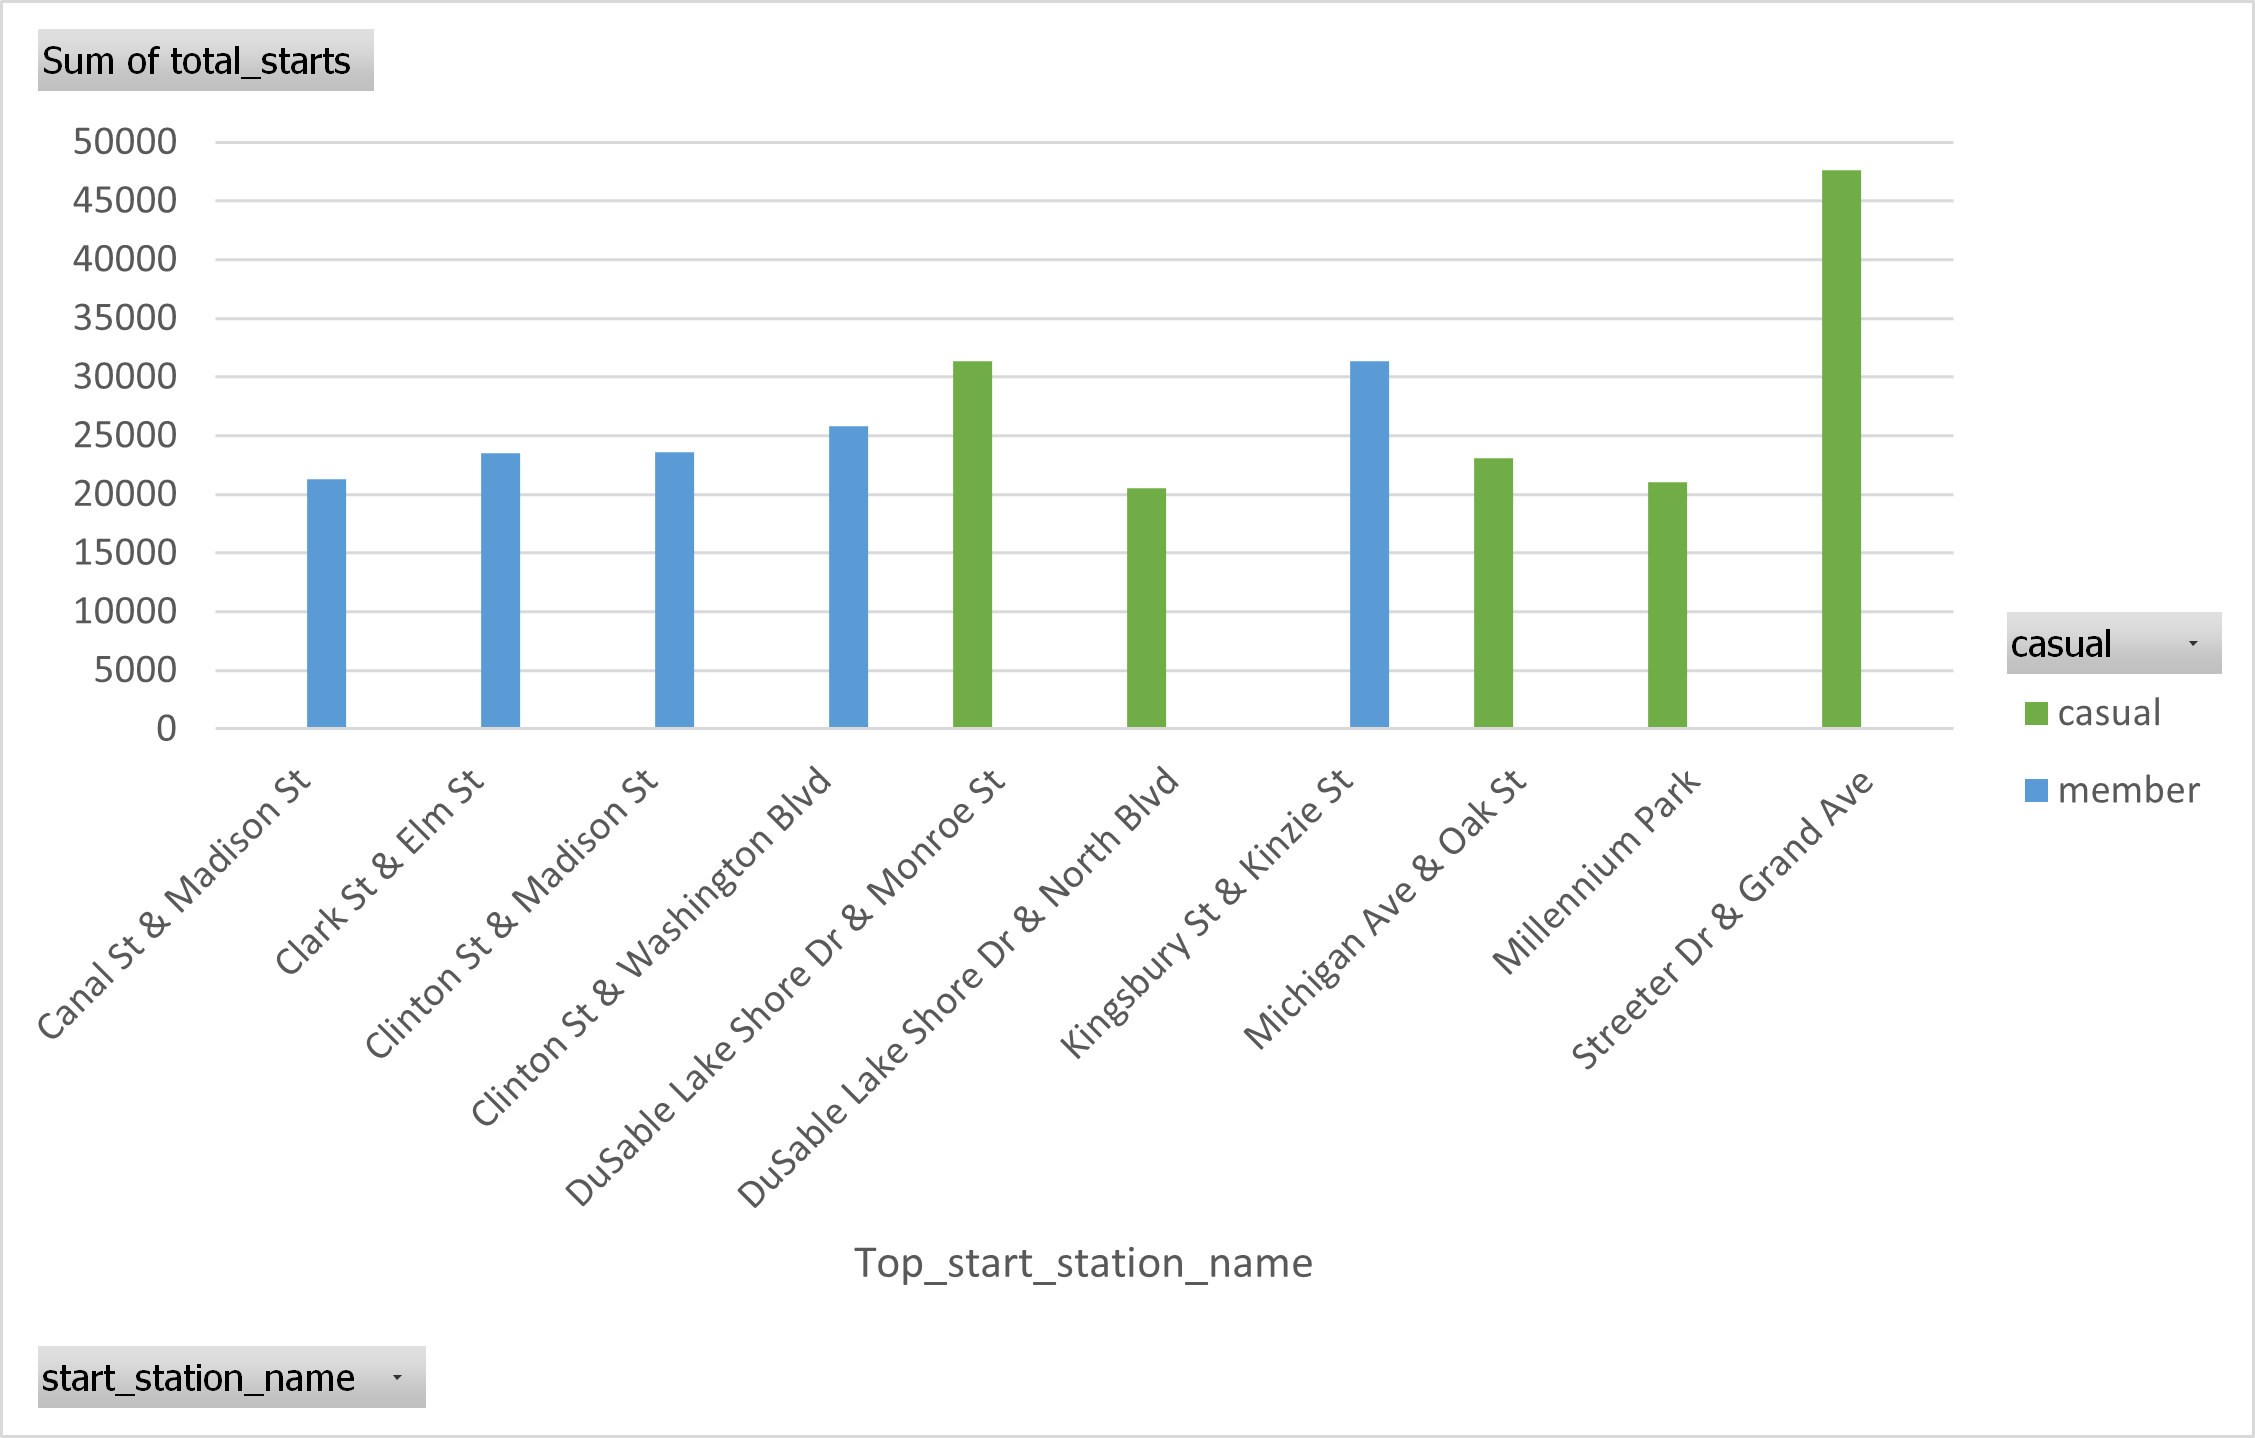 Sum of total_starts
50000
45000
40000
35000
30000
25000
20000
15000
10000
5000
0
Canal St & Madison St
Clark St & Elm St
Clinton St & Madison St
Clinton St & Washington Blvd
DuSable Lake Shore Dr & Monroe St
DuSable Lake Shore Dr & North Blvd
Kingsbury St & Kinzie St
Michigan Ave & Oak St
Millennium Park
Streeter Dr & Grand Ave
Top_start_station_name
casual
casual
member
start_station_name